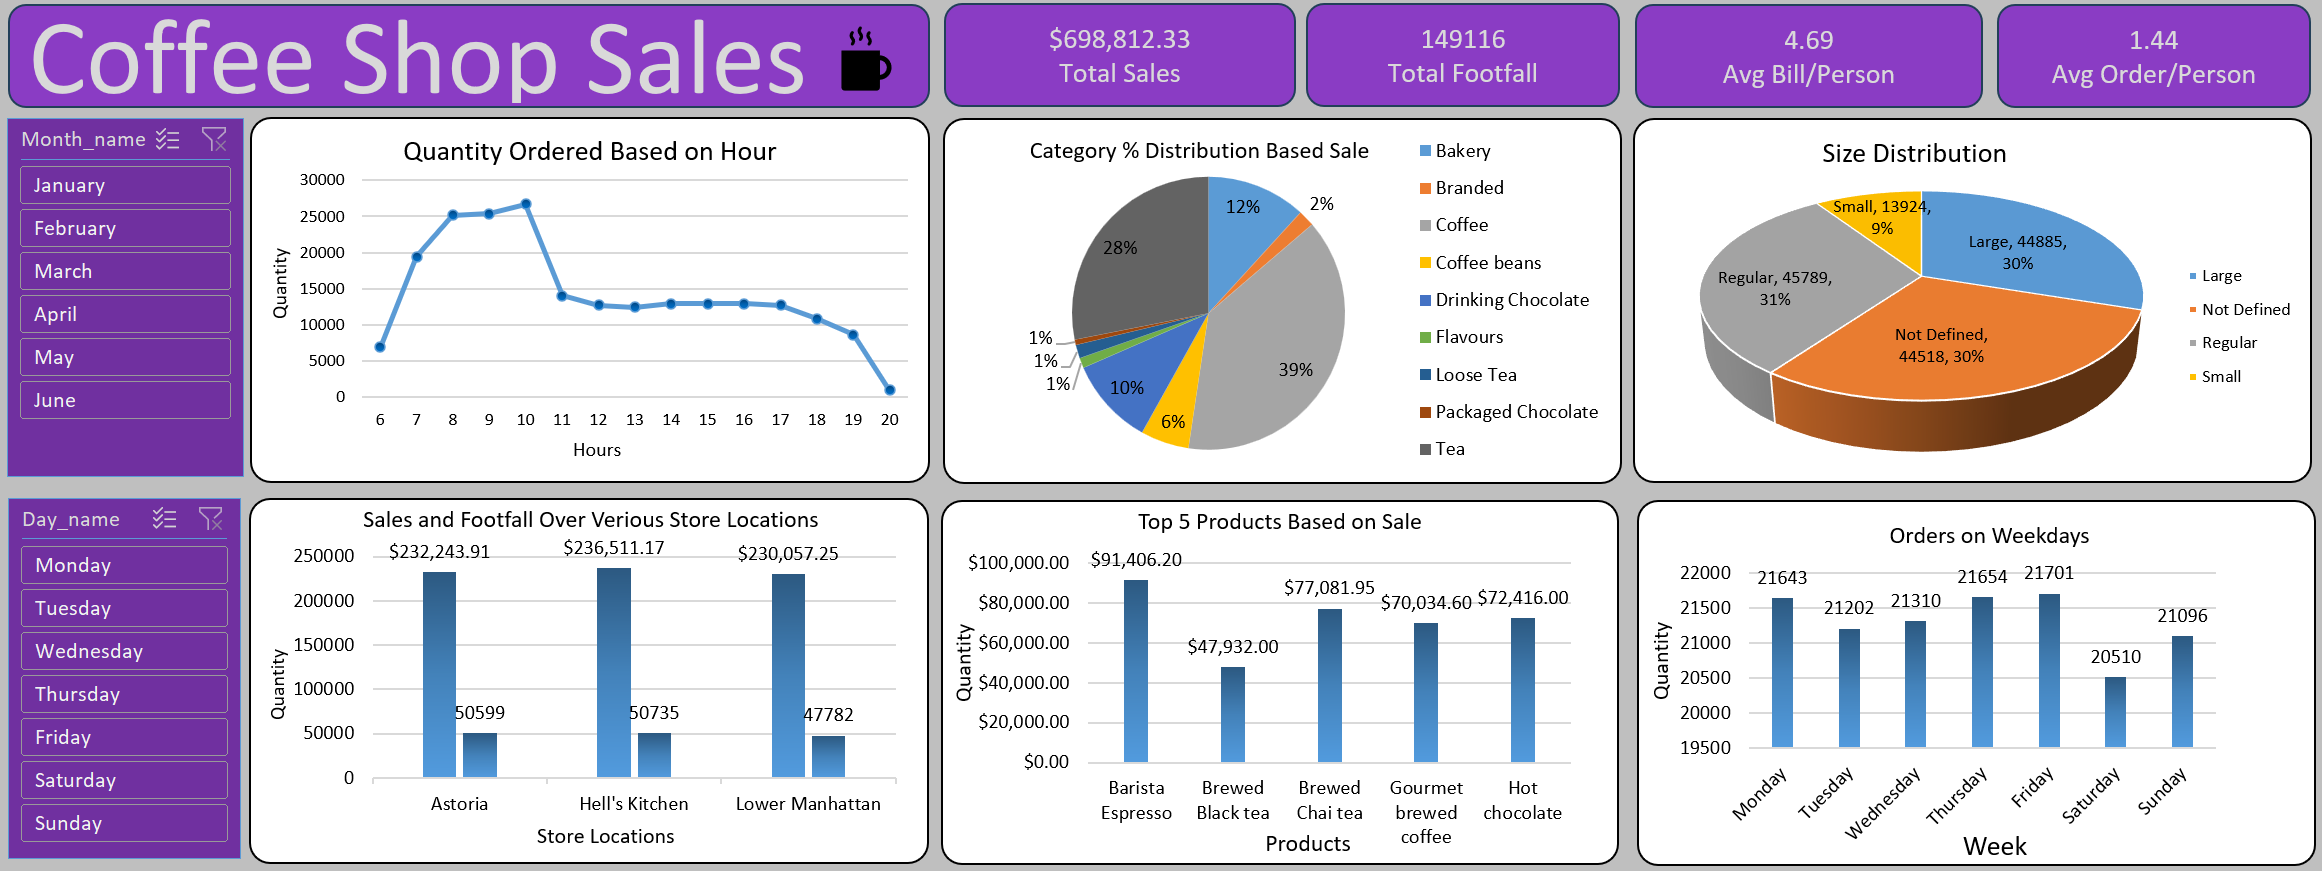 Coffee Shop Sales
$698,812.33
Total Sales
149116
Total Footfall
4.69
Avg Bill/Person
1.44
Avg Order/Person
Month_name
January
February
March
April
May
June
Quantity Ordered Based on Hour
Quantity
30000
25000
20000
15000
10000
5000
0
6 7 8 9 10 11 12 13 14 15 16 17 18 19 20
Hours
Category % Distribution Based Sale
12%
2%
39%
6%
10%
1%
1%
1%
28%
Bakery
Branded
Coffee
Coffee beans
Drinking Chocolate
Flavours
Loose Tea
Packaged Chocolate
Tea
Size Distribution
Small, 13924,
9%
Large, 44885,
30%
Regular, 45789,
31%
Not Defined,
44518, 30%
Large
Not Defined
Regular
Small
Day_name
Monday
Tuesday
Wednesday
Thursday
Friday
Saturday
Sunday
Sales and Footfall Over Verious Store Locations
Quantity
250000
200000
150000
100000
50000
0
$232,243.91 $236,511.17 $230,057.25
50599 50735 47782
Astoria Hell's Kitchen Lower Manhattan
Store Locations
Top 5 Products Based on Sale
Quantity
$100,000.00
$80,000.00
$60,000.00
$40,000.00
$20,000.00
$0.00
$91,406.20
$47,932.00
$77,081.95
$70,034.60
$72,416.00
Barista
Espresso
Brewed
Black tea
Brewed
Chai tea
Gourmet
brewed
coffee
Hot
chocolate
Products
Orders on Weekdays
Quantity
22000
21500
21000
20500
20000
19500
21643
21202
21310
21654
21701
20510
21096
Monday
Tuesday
Wednesday
Thursday
Friday
Saturday
Sunday
Week